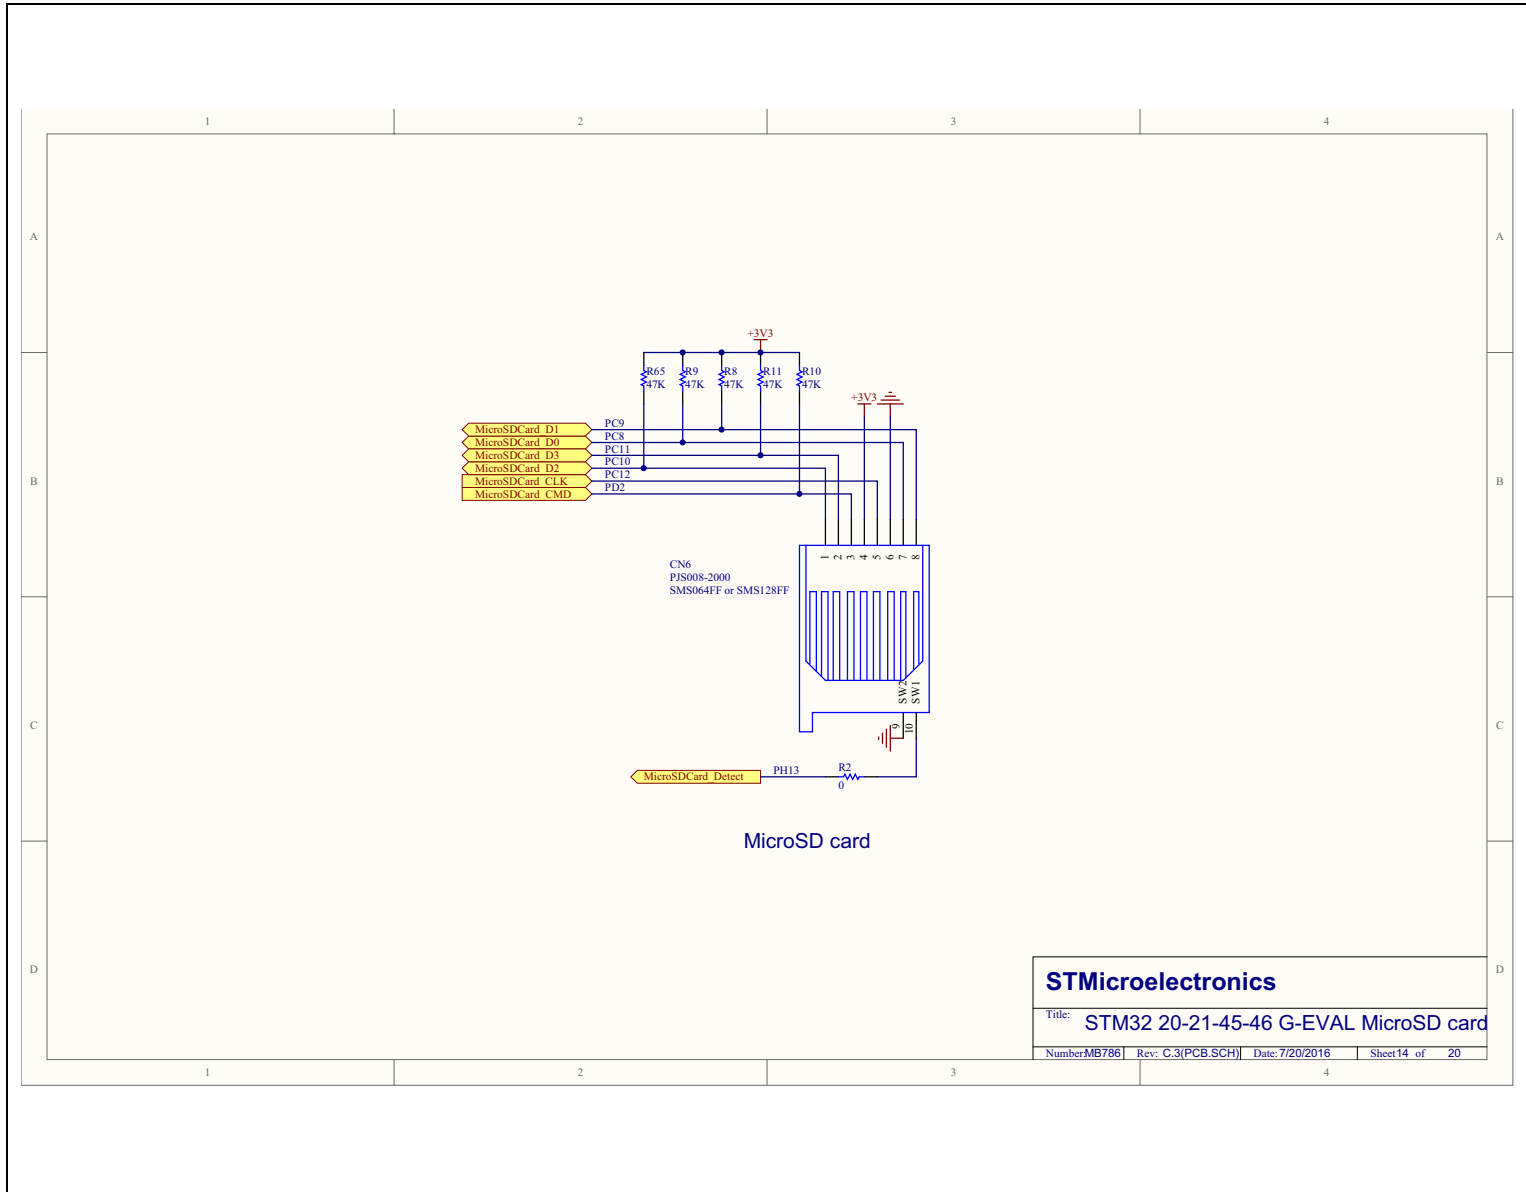 1 2 3 4
A A
+3V3
R65 R9 R8 R11 R10
47K 47K 47K 47K 47K
+3V3
MicroSDCard_D1 PC9
MicroSDCard_D0 PC8
MicroSDCard_D3 PC11
MicroSDCard_D2 PC10
MicroSDCard_CLK PC12
MicroSDCard_CMD PD2
B B
1 2 3 4 5 6 7 8
CN6
PJS008-2000
SMS064FF or SMS128FF
SW2 SW1
C C
9 10
MicroSDCard_Detect PH13 R2
0
MicroSD card
D D
STMicroelectronics
Title: STM32 20-21-45-46 G-EVAL MicroSD card
Number:MB786 Rev: C.3(PCB.SCH) Date:7/20/2016 Sheet14 of 20
1 2 3 4